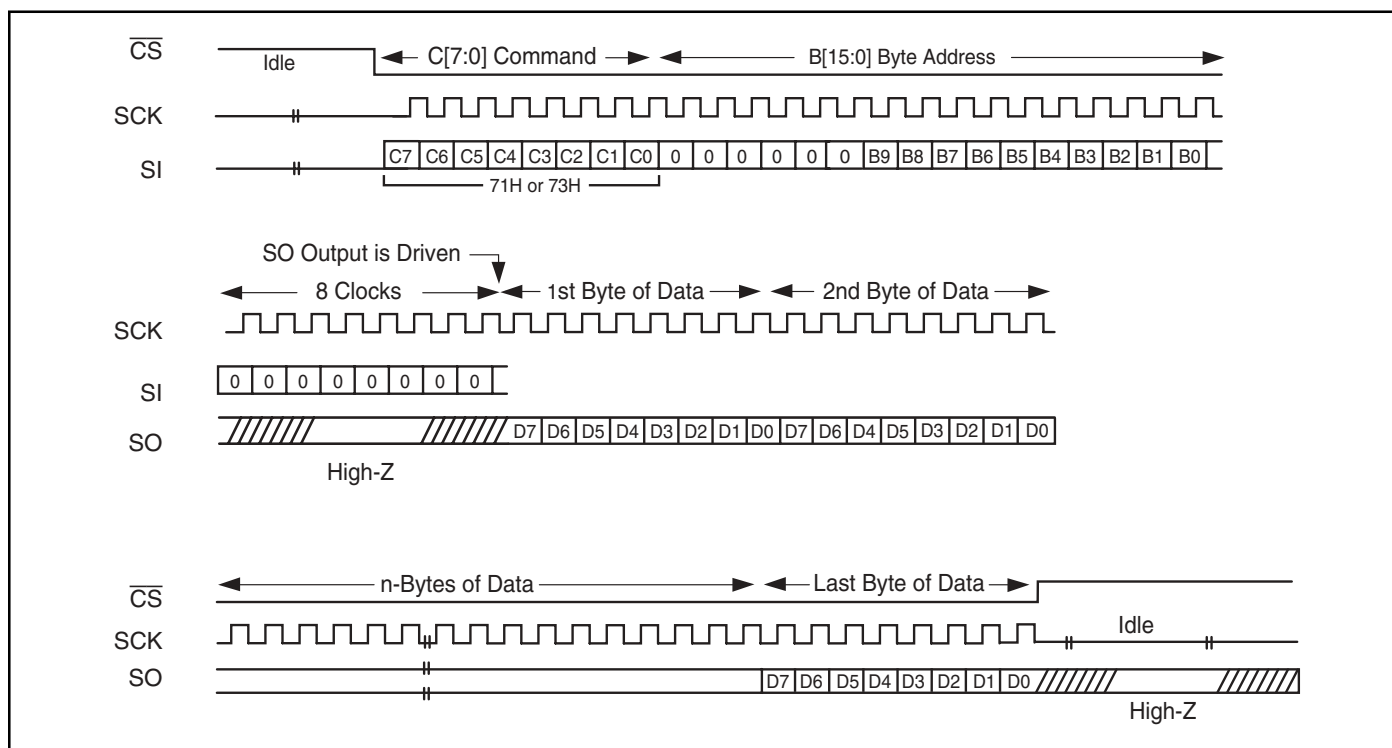 CS
Idle
C[7:0] Command
B[15:0] Byte Address
SCK
SI
C7 C6 C5 C4 C3 C2 C1 C0 0 0 0 0 0 0 B9 B8 B7 B6 B5 B4 B3 B2 B1 B0
71H or 73H
SO Output is Driven
8 Clocks
1st Byte of Data
2nd Byte of Data
SCK
SI
0 0 0 0 0 0 0 0
SO
D7 D6 D5 D4 D3 D2 D1 D0 D7 D6 D4 D5 D3 D2 D1 D0
High-Z
n-Bytes of Data
Last Byte of Data
CS
SCK
Idle
SO
D7 D6 D5 D4 D3 D2 D1 D0
High-Z